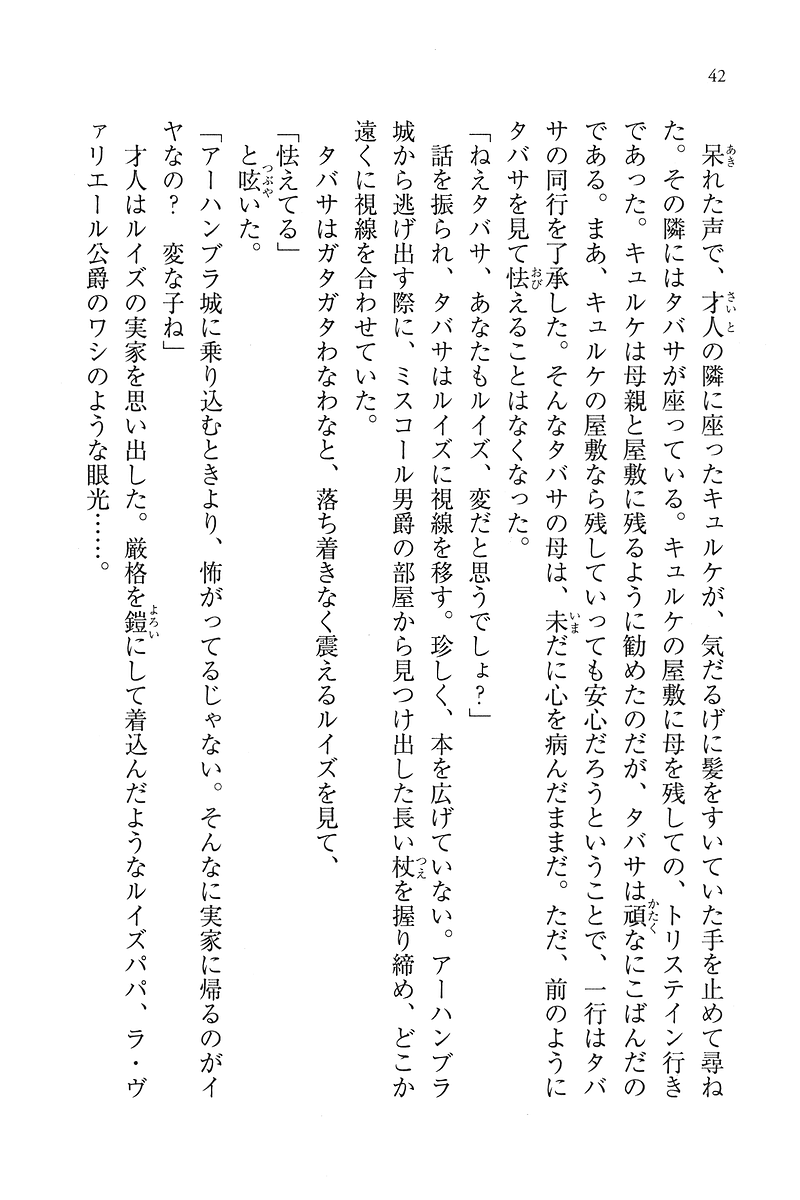 42
呆れた声で、才人の隣に座ったキュルケが、気だるげに髪をすいていた手を止めて尋ね
た。その隣にはタバサが座っている。キュルケの屋敷に母を残しての、トリステイン行き
であった。キュルケは母親と屋敷に残るように勧めたのだが、タバサは頑なにこばんだの
である。まあ、キュルケの屋敷なら残していっても安心だろうということで、一行はタバ
サの同行を了承した。そんなタバサの母は、未だに心を病んだままだ。ただ、前のように
タバサを見て怯えることはなくなった。
「ねえタバサ、あなたもルイズ、変だと思うでしょ？」
話を振られ、タバサはルイズに視線を移す。珍しく、本を広げていない。アーハンブラ
城から逃げ出す際に、ミスコール男爵の部屋から見つけ出した長い杖を握り締め、どこか
遠くに視線を合わせていた。
タバサはガタガタわなわなと、落ち着きなく震えるルイズを見て、
「怯えてる」
と呟いた。
「アーハンブラ城に乗り込むときより、怖がってるじゃない。そんなに実家に帰るのがイ
ヤなの？　変な子ね」
才人はルイズの実家を思い出した。厳格を鎧にして着込んだようなルイズパパ、ラ・ヴ
ァリエール公爵のワシのような眼光……。